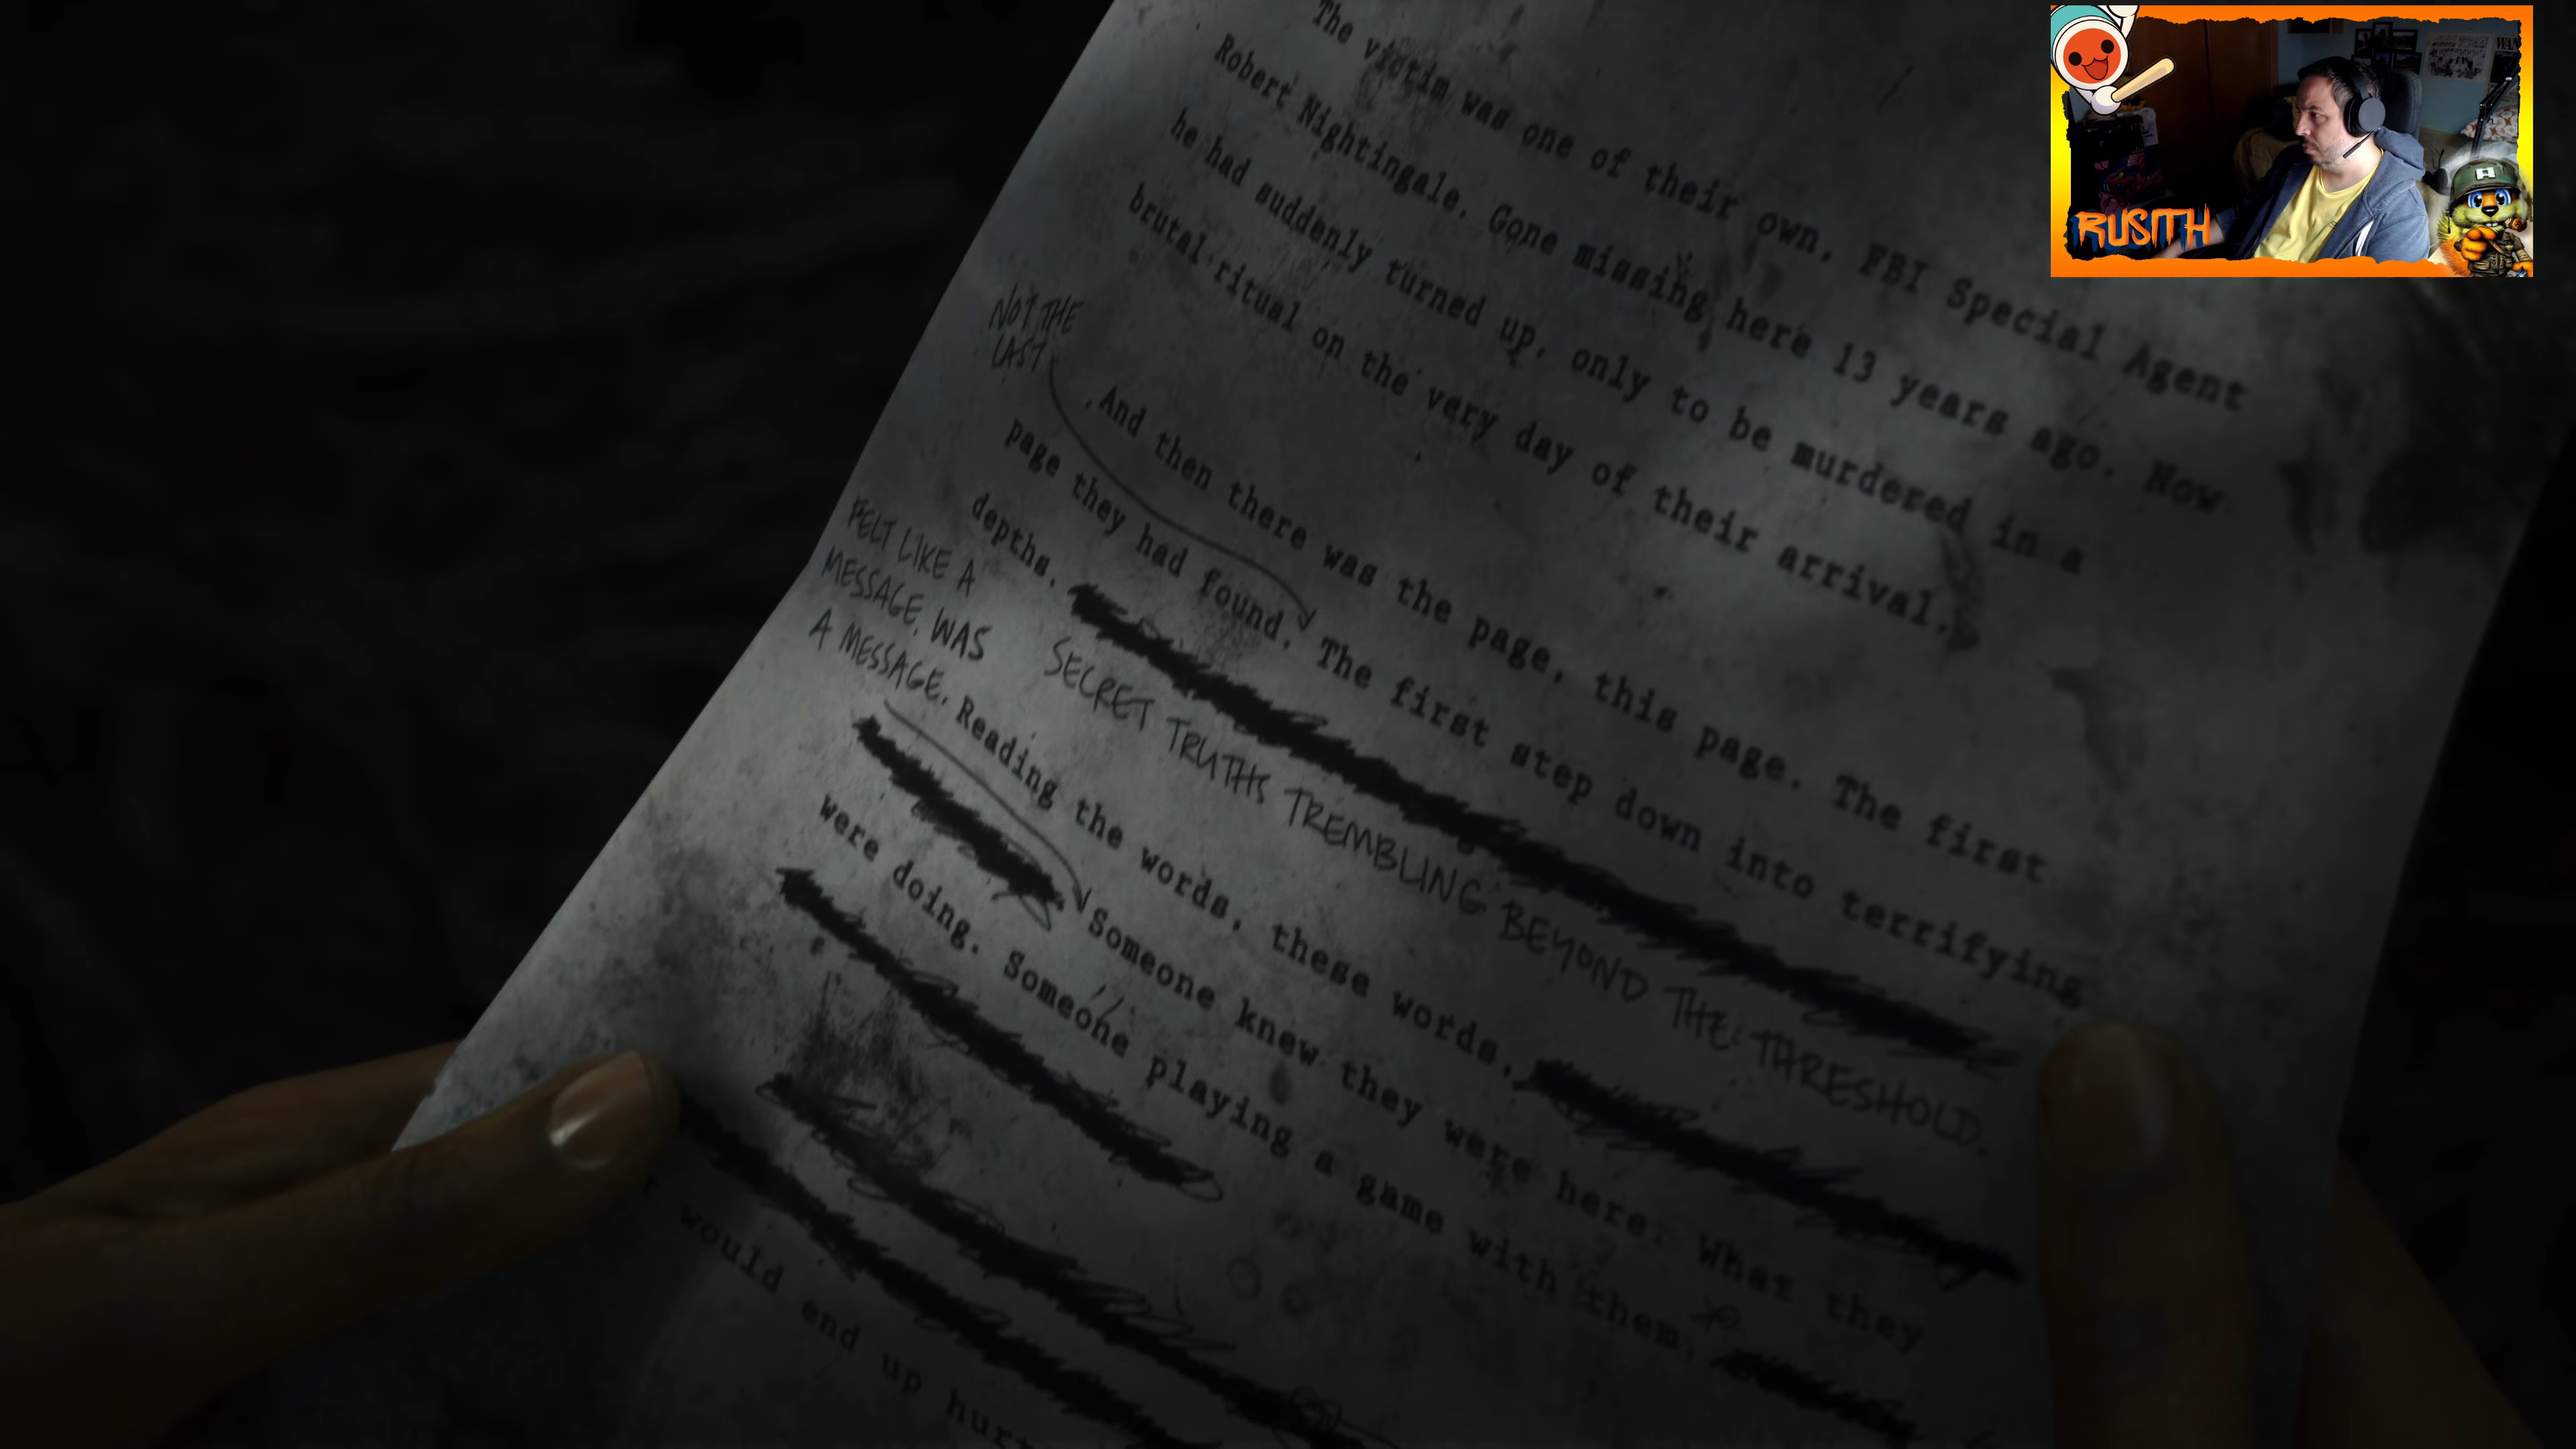 The victim was one of their own, FBI Special Agent
Robert Nightingale. Gone missing here 13 years ago. Now
he had suddenly turned up, only to be murdered in a
brutal ritual on the very day of their arrival.
NOT THE
LAST
And then there was the page, this page. The first
page they had found. The first step down into terrifying
depths.
SECRET TRUTHS TREMBLING BEYOND THE THRESHOLD.
FELT LIKE A
MESSAGE, WAS
A MESSAGE.
Reading the words, these words,
Someone knew they were here. What they
were doing. Someone playing a game with them.
would end up
RUSITH